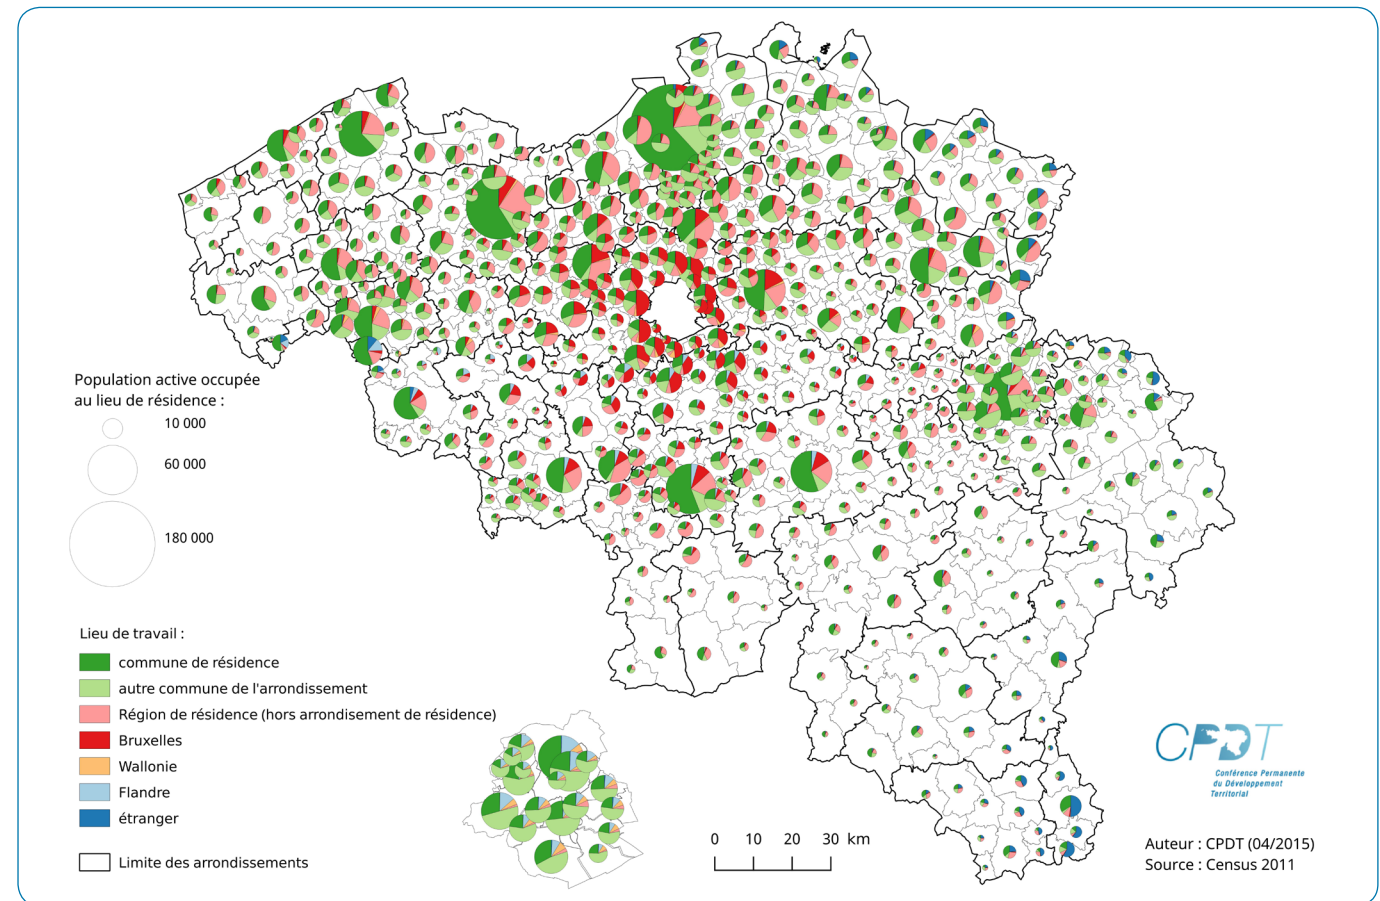 Population active occupée
au lieu de résidence :
10 000
60 000
180 000
Lieu de travail :
commune de résidence
autre commune de l'arrondissement
Région de résidence (hors arrondisement de résidence)
Bruxelles
Wallonie
Flandre
étranger
Limite des arrondissements
0 10 20 30 km
CPDT
Conférence Permanente
du Développement
Territorial
Auteur : CPDT (04/2015)
Source : Census 2011